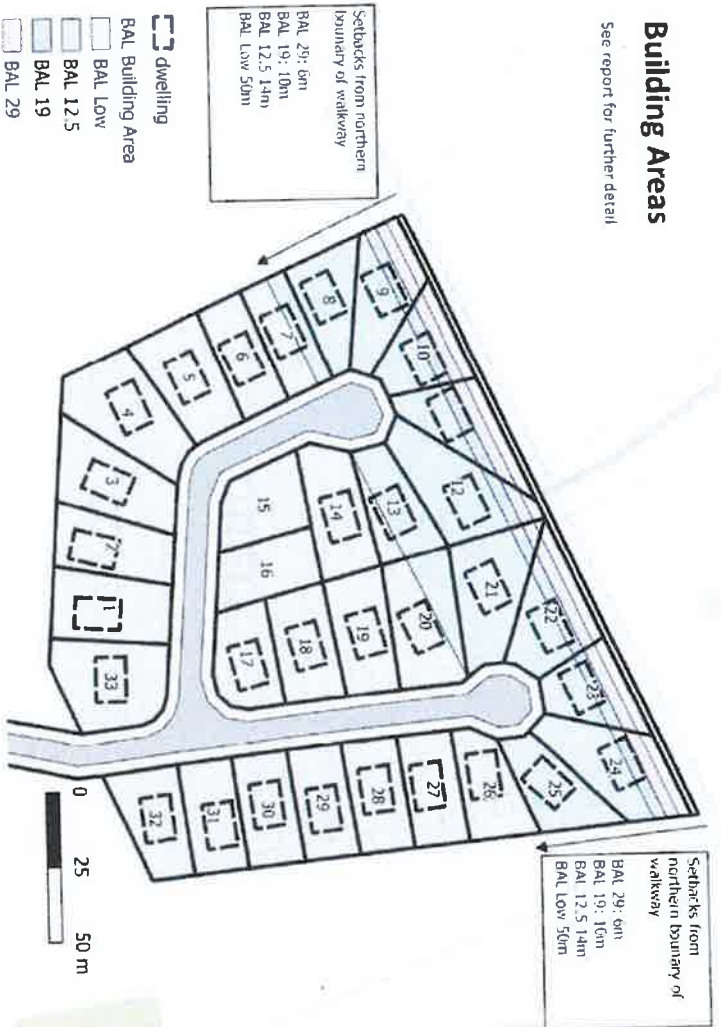 Building Areas
See report for further detail
Setbacks from northern
bounary of walkway
BAL 29: 6m
BAL 19: 10m
BAL 12.5 14m
BAL Low 50m
dwelling
BAL Building Area
BAL Low
BAL 12.5
BAL 19
BAL 29
Setbacks from
northern bounary of
walkway
BAL 29: 6m
BAL 19: 10m
BAL 12.5 14m
BAL Low 50m
9
10
8
7
6
5
4
3
2
1
33
12
13
14
15
16
17
18
19
20
21
22
23
24
25
26
27
28
29
30
31
32
0 25 50 m